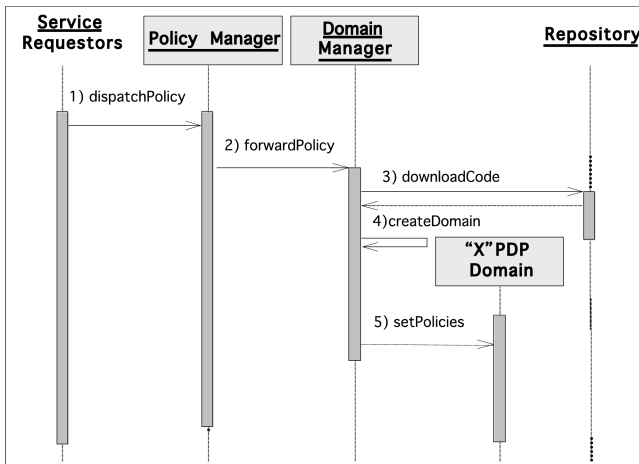 Service
Requestors
Policy Manager
Domain
Manager
Repository
1) dispatchPolicy
2) forwardPolicy
3) downloadCode
4)createDomain
“X”PDP
Domain
5) setPolicies